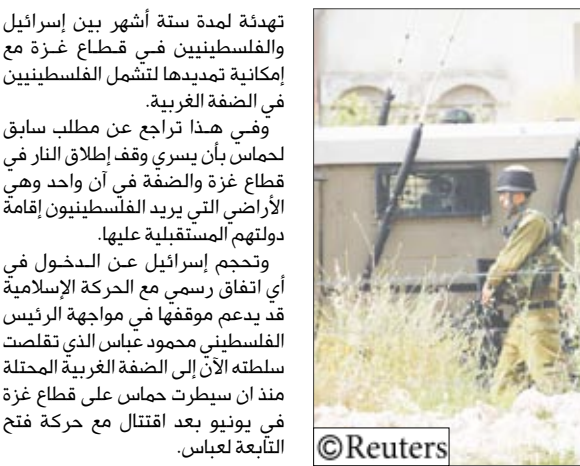 تهدئة لمدة ستة أشهر بين إسرائيل
والفلسطينيين في قطاع غزة مع
إمكانية تمديدها لتشمل الفلسطينيين
في الضفة الغربية.
وفي هذا تراجع عن مطلب سابق
لحماس بأن يسري وقف إطلاق النار في
قطاع غزة والضفة في آن واحد وهي
الأراضي التي يريد الفلسطينيون إقامة
دولتهم المستقبلية عليها.
وتحجم إسرائيل عن الدخول في
أي اتفاق رسمي مع الحركة الإسلامية
قد يدعم موقفها في مواجهة الرئيس
الفلسطيني محمود عباس الذي تقلصت
سلطته الآن إلى الضفة الغربية المحتلة
منذ ان سيطرت حماس على قطاع غزة
في يونيو بعد اقتتال مع حركة فتح
التابعة لعباس.
©Reuters